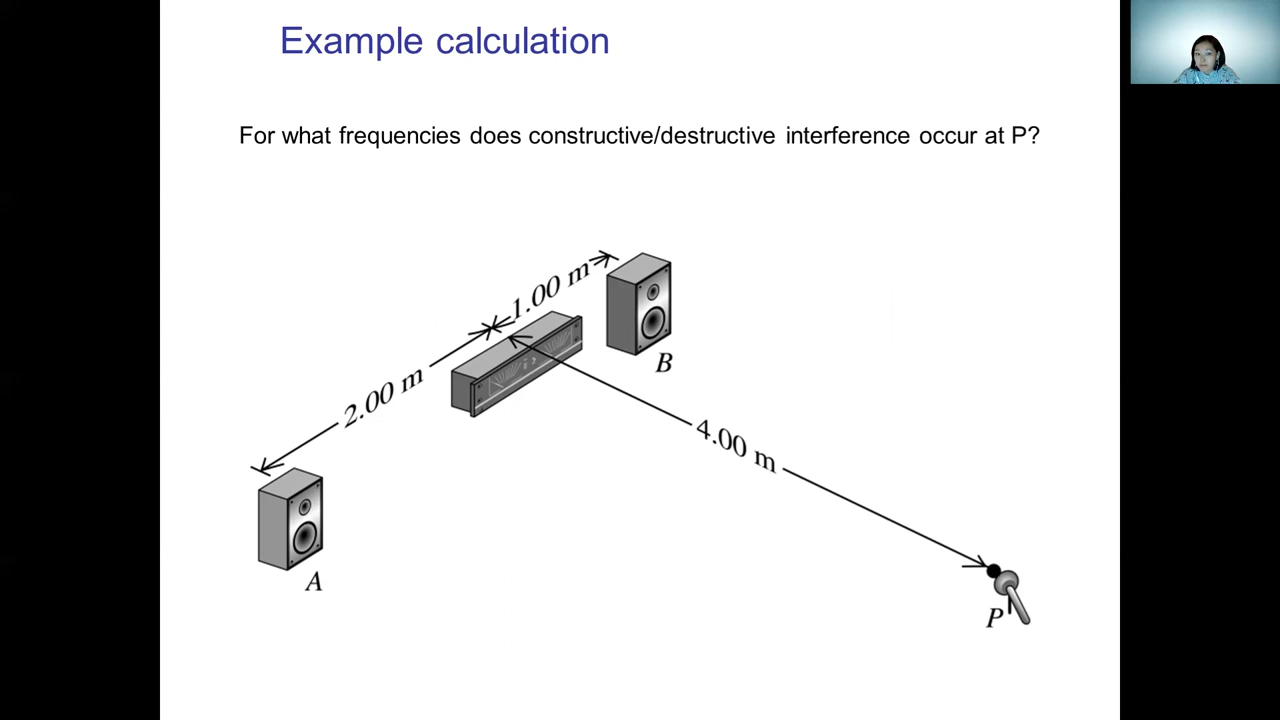 Example calculation
For what frequencies does constructive/destructive interference occur at P?
1.00 m
B
2.00 m
4.00 m
A
P